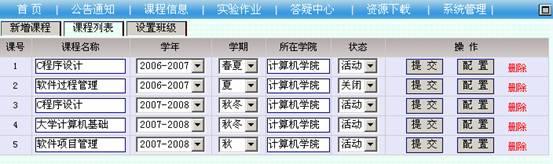 首 页 | 公告通知 | 课程信息 | 实验作业 | 答疑中心 | 资源下载 | 系统管理 |
新增课程 课程列表 设置班级
课号 课程名称 学年 学期 所在学院 状态 操 作
1 C程序设计 2006-2007 春夏 计算机学院 活动 提 交 配 置 删除
2 软件过程管理 2006-2007 夏 计算机学院 关闭 提 交 配 置 删除
3 C程序设计 2007-2008 秋冬 计算机学院 活动 提 交 配 置 删除
4 大学计算机基础 2007-2008 秋冬 计算机学院 活动 提 交 配 置 删除
5 软件项目管理 2007-2008 秋 计算机学院 活动 提 交 配 置 删除